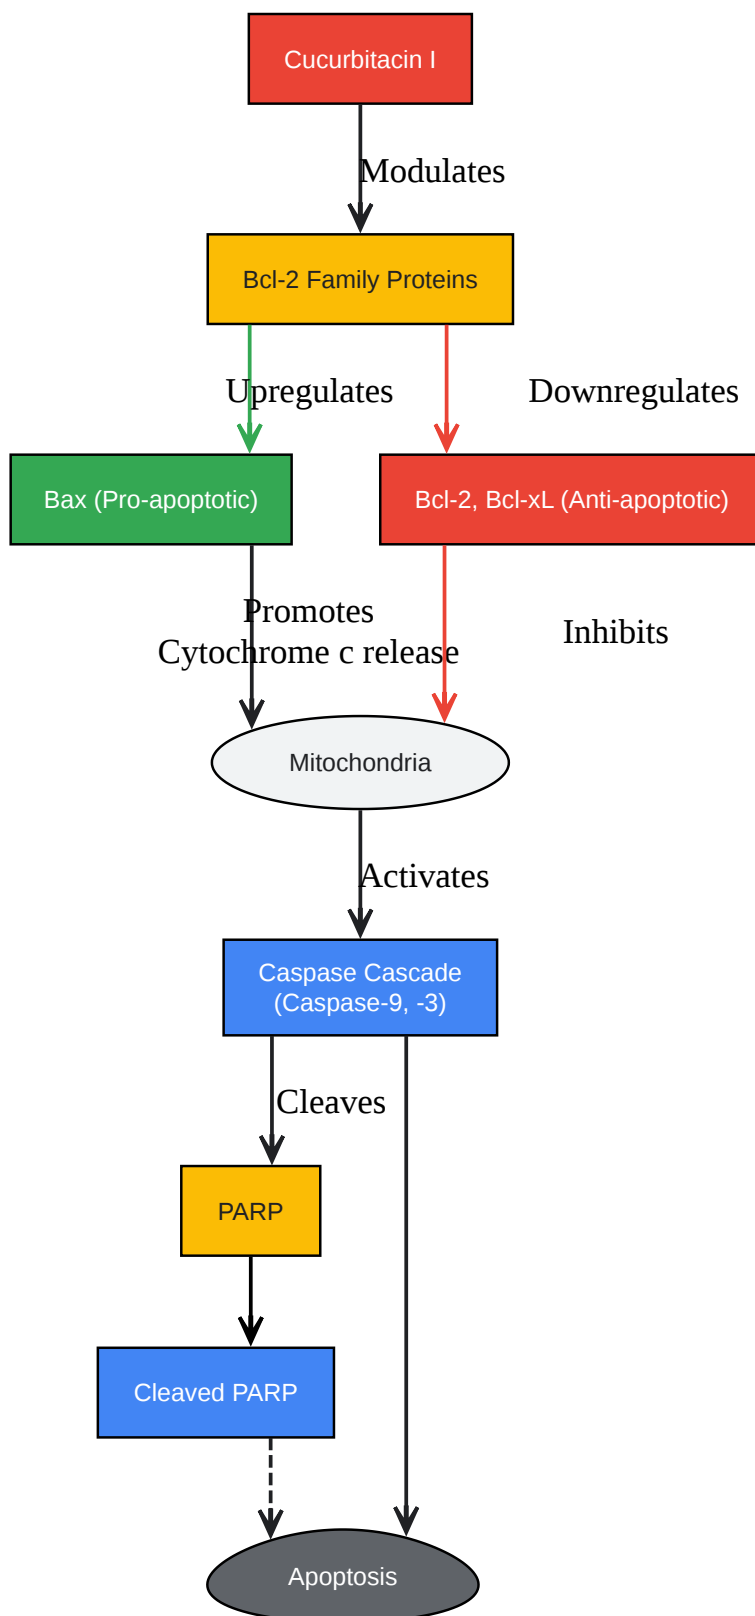 Cucurbitacin I
Modulates
Bcl-2 Family Proteins
Upregulates
Downregulates
Bax (Pro-apoptotic)
Bcl-2, Bcl-xL (Anti-apoptotic)
Promotes
Cytochrome c release
Inhibits
Mitochondria
Activates
Caspase Cascade
(Caspase-9, -3)
Cleaves
PARP
Cleaved PARP
Apoptosis